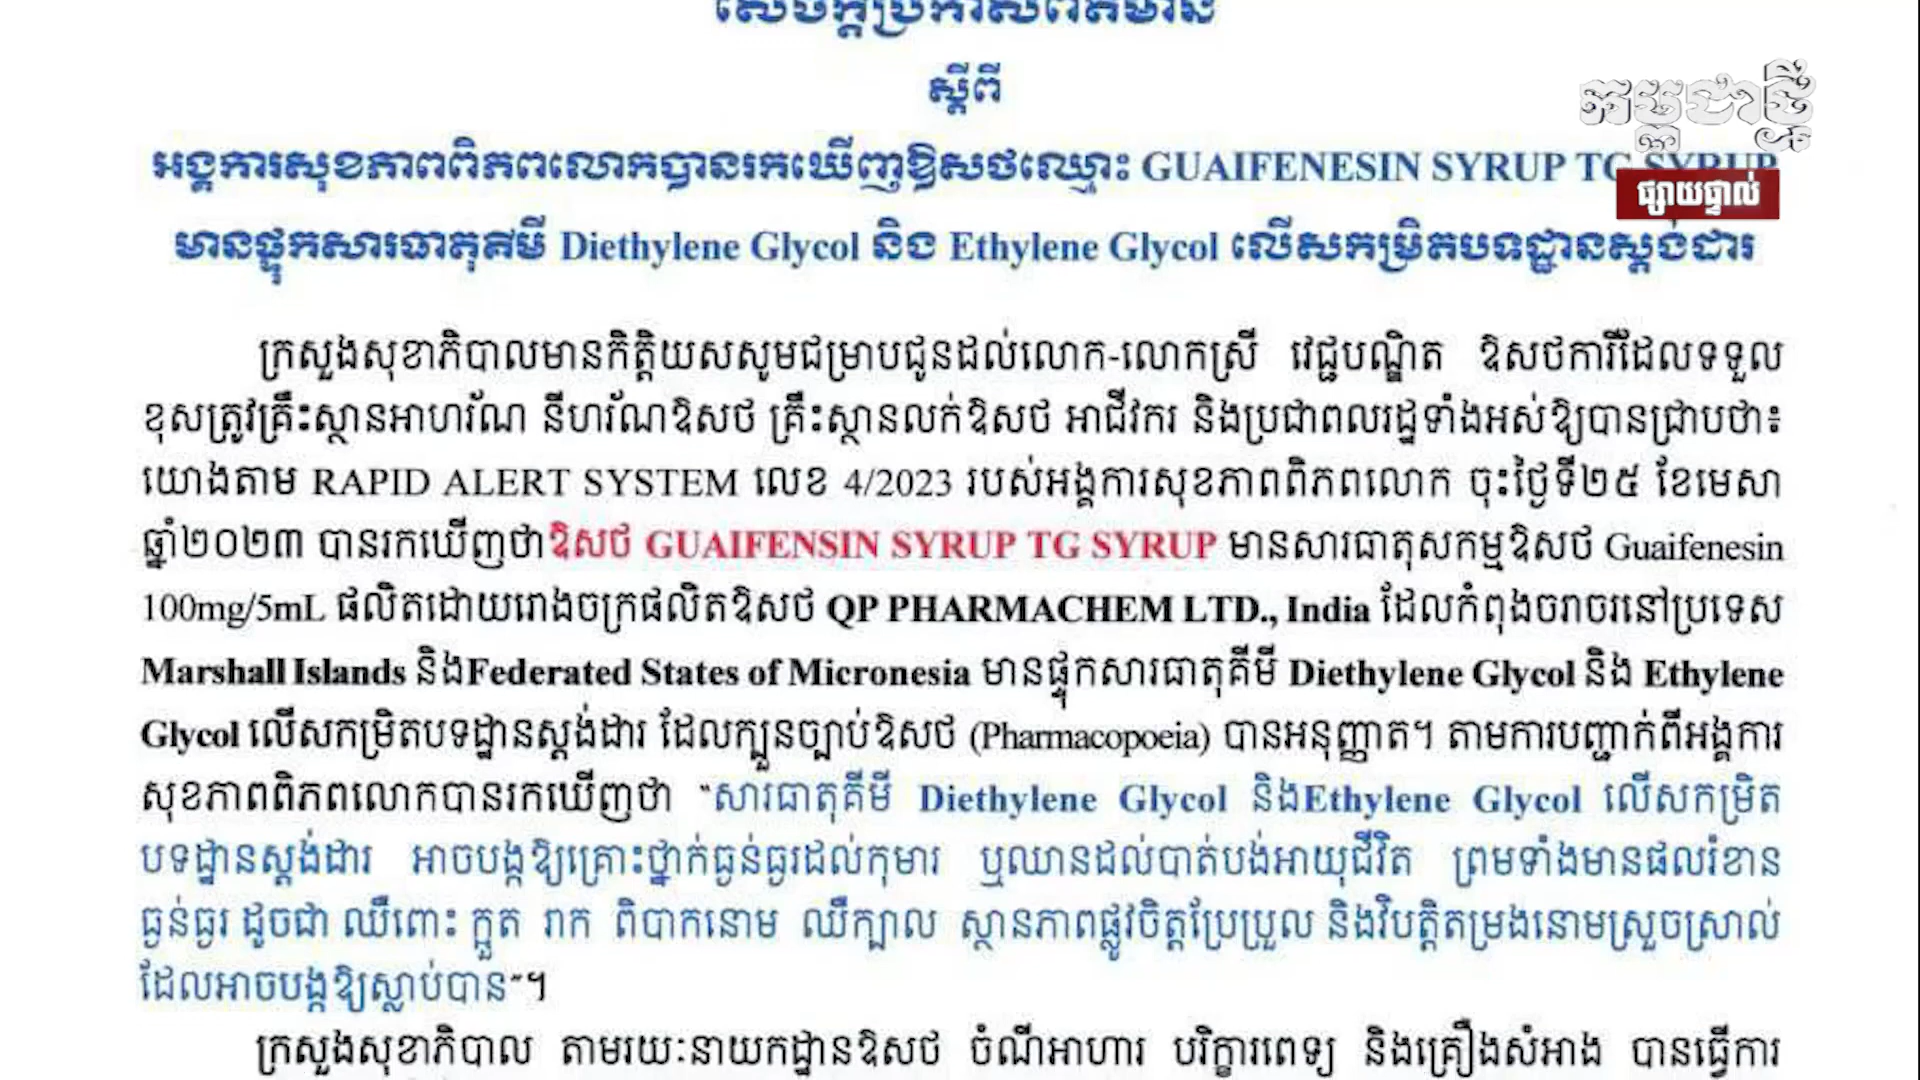 សេចក្តីប្រកាសព័ត៌មាន
ស្តីពី
អង្គការសុខភាពពិភពលោកបានរកឃើញឱសថឈ្មោះ GUAIFENESIN SYRUP TG SYRUP
មានផ្ទុកសារធាតុគីមី Diethylene Glycol និង Ethylene Glycol លើសកម្រិតបទដ្ឋានស្តង់ដារ
កម្ពុជាថ្មី
ផ្សាយផ្ទាល់
ក្រសួងសុខាភិបាលមានកិត្តិយសសូមជម្រាបជូនដល់លោក-លោកស្រី វេជ្ជបណ្ឌិត ឱសថការីដែលទទួល
ខុសត្រូវគ្រឹះស្ថានអាហរ័ណ នីហរ័ណឱសថ គ្រឹះស្ថានលក់ឱសថ អាជីវករ និងប្រជាពលរដ្ឋទាំងអស់ឱ្យបានជ្រាបថា៖
យោងតាម RAPID ALERT SYSTEM លេខ 4/2023 របស់អង្គការសុខភាពពិភពលោក ចុះថ្ងៃទី២៥ ខែមេសា
ឆ្នាំ២០២៣ បានរកឃើញថាឱសថ GUAIFENSIN SYRUP TG SYRUP មានសារធាតុសកម្មឱសថ Guaifenesin
100mg/5mL ផលិតដោយរោងចក្រផលិតឱសថ QP PHARMACHEM LTD., India ដែលកំពុងចរាចរនៅប្រទេស
Marshall Islands និងFederated States of Micronesia មានផ្ទុកសារធាតុគីមី Diethylene Glycol និង Ethylene
Glycol លើសកម្រិតបទដ្ឋានស្តង់ដារ ដែលក្បួនច្បាប់ឱសថ (Pharmacopoeia) បានអនុញ្ញាត។ តាមការបញ្ជាក់ពីអង្គការ
សុខភាពពិភពលោកបានរកឃើញថា "សារធាតុគីមី Diethylene Glycol និងEthylene Glycol លើសកម្រិត
បទដ្ឋានស្តង់ដារ អាចបង្កឱ្យគ្រោះថ្នាក់ធ្ងន់ធ្ងរដល់កុមារ ឬឈានដល់បាត់បង់អាយុជីវិត ព្រមទាំងមានផលរំខាន
ធ្ងន់ធ្ងរ ដូចជា ឈឺពោះ ក្អួត រាក ពិបាកនោម ឈឺក្បាល ស្ថានភាពផ្លូវចិត្តប្រែប្រួល និងវិបត្តិតម្រងនោមស្រួចស្រាល់
ដែលអាចបង្កឱ្យស្លាប់បាន"។
ក្រសួងសុខាភិបាល តាមរយៈនាយកដ្ឋានឱសថ ចំណីអាហារ បរិក្ខារពេទ្យ និងគ្រឿងសំអាង បានធ្វើការ